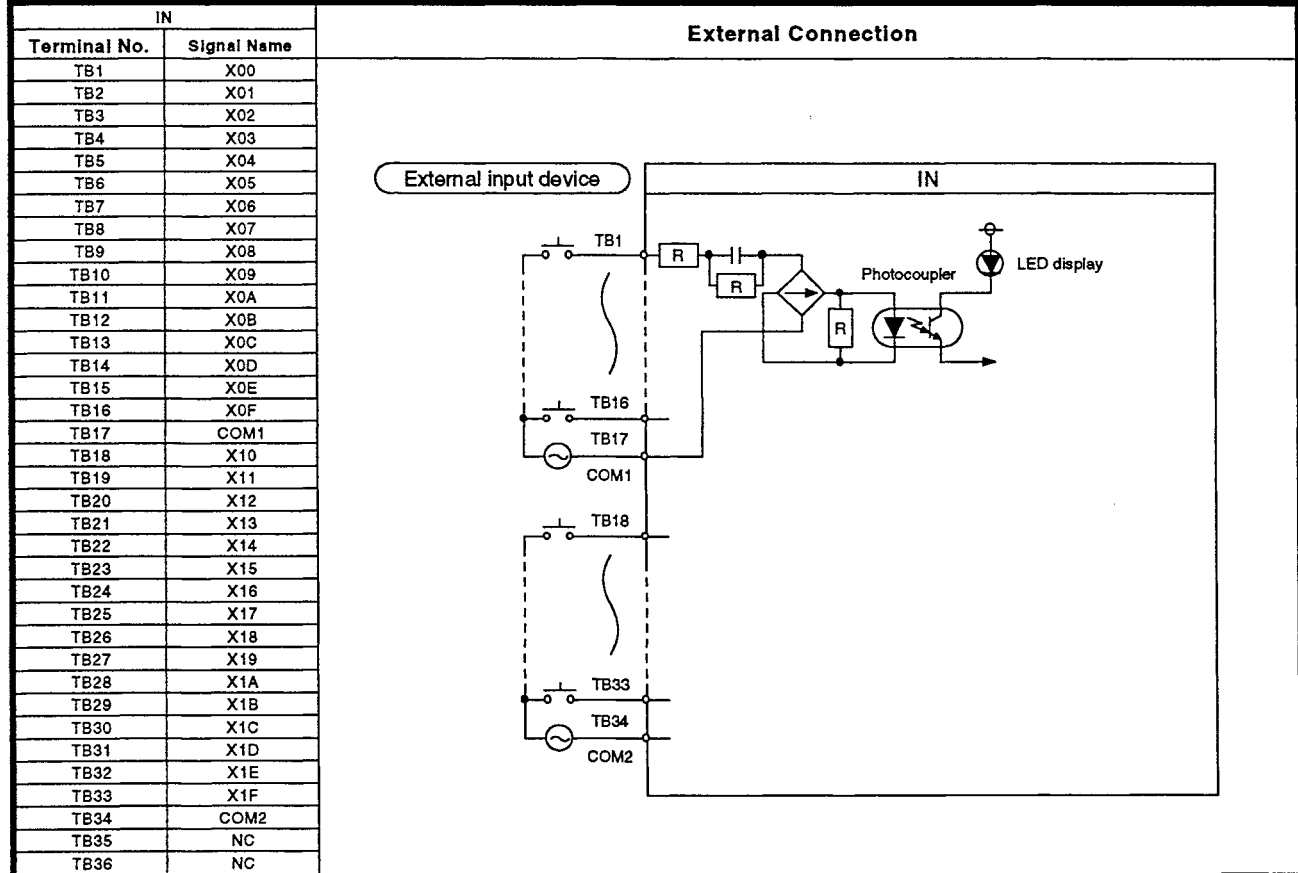 IN
External Connection
Terminal No. Signal Name
TB1 X00
TB2 X01
TB3 X02
TB4 X03
TB5 X04
TB6 X05
TB7 X06
TB8 X07
TB9 X08
TB10 X09
TB11 X0A
TB12 X0B
TB13 X0C
TB14 X0D
TB15 X0E
TB16 X0F
TB17 COM1
TB18 X10
TB19 X11
TB20 X12
TB21 X13
TB22 X14
TB23 X15
TB24 X16
TB25 X17
TB26 X18
TB27 X19
TB28 X1A
TB29 X1B
TB30 X1C
TB31 X1D
TB32 X1E
TB33 X1F
TB34 COM2
TB35 NC
TB36 NC
External input device
IN
TB1
R
R
R
Photocoupler
LED display
TB16
TB17
COM1
TB18
TB33
TB34
COM2